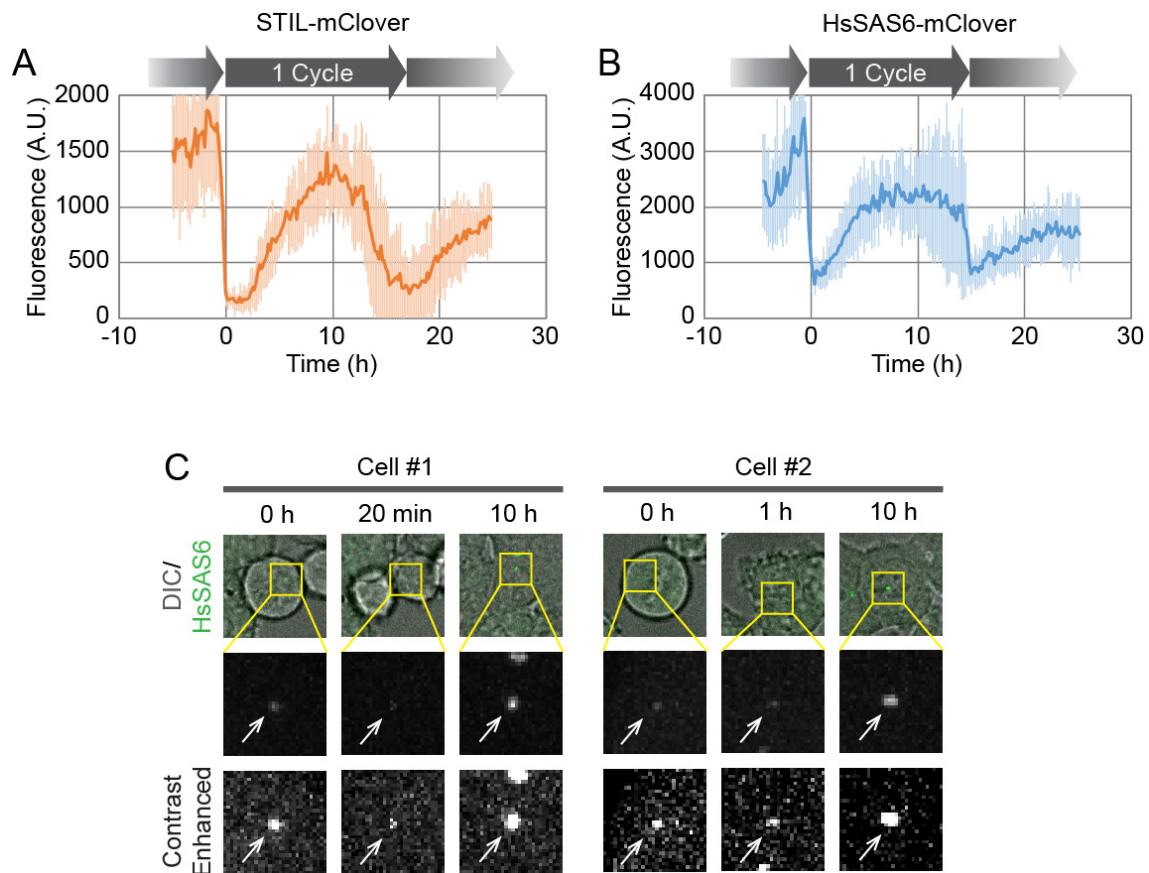 STIL-mClover
HsSAS6-mClover
A
1 Cycle
B
1 Cycle
Fluorescence (A.U.)
2000
1500
1000
500
0
-10
0
10
20
30
Time (h)
Fluorescence (A.U.)
4000
3000
2000
1000
0
-10
0
10
20
30
Time (h)
C
Cell #1
Cell #2
0 h
20 min
10 h
0 h
1 h
10 h
DIC/
HsSAS6
Contrast
Enhanced